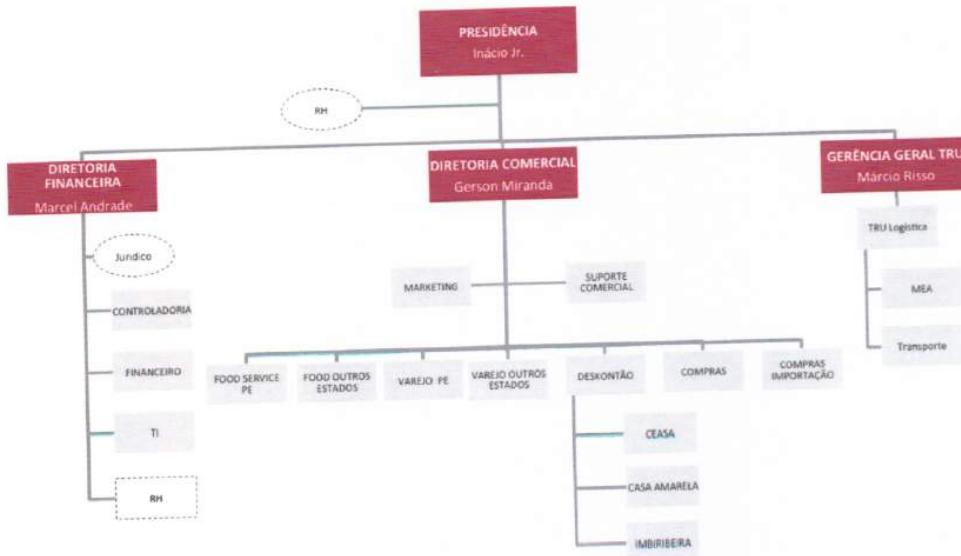 PRESIDÊNCIA
Inácio Jr.
RH
DIRETORIA
FINANCEIRA
Marcel Andrade
DIRETORIA COMERCIAL
Gerson Miranda
GERÊNCIA GERAL TRU
Márcio Risso
Jurídico
CONTROLADORIA
FINANCEIRO
TI
RH
MARKETING
SUPORTE
COMERCIAL
FOOD SERVICE
PE
FOOD OUTROS
ESTADOS
VAREJO PE
VAREJO OUTROS
ESTADOS
DESKONTÃO
COMPRAS
COMPRAS
IMPORTAÇÃO
CEASA
CASA AMARELA
IMBIRIBEIRA
TRU Logística
MEA
Transporte